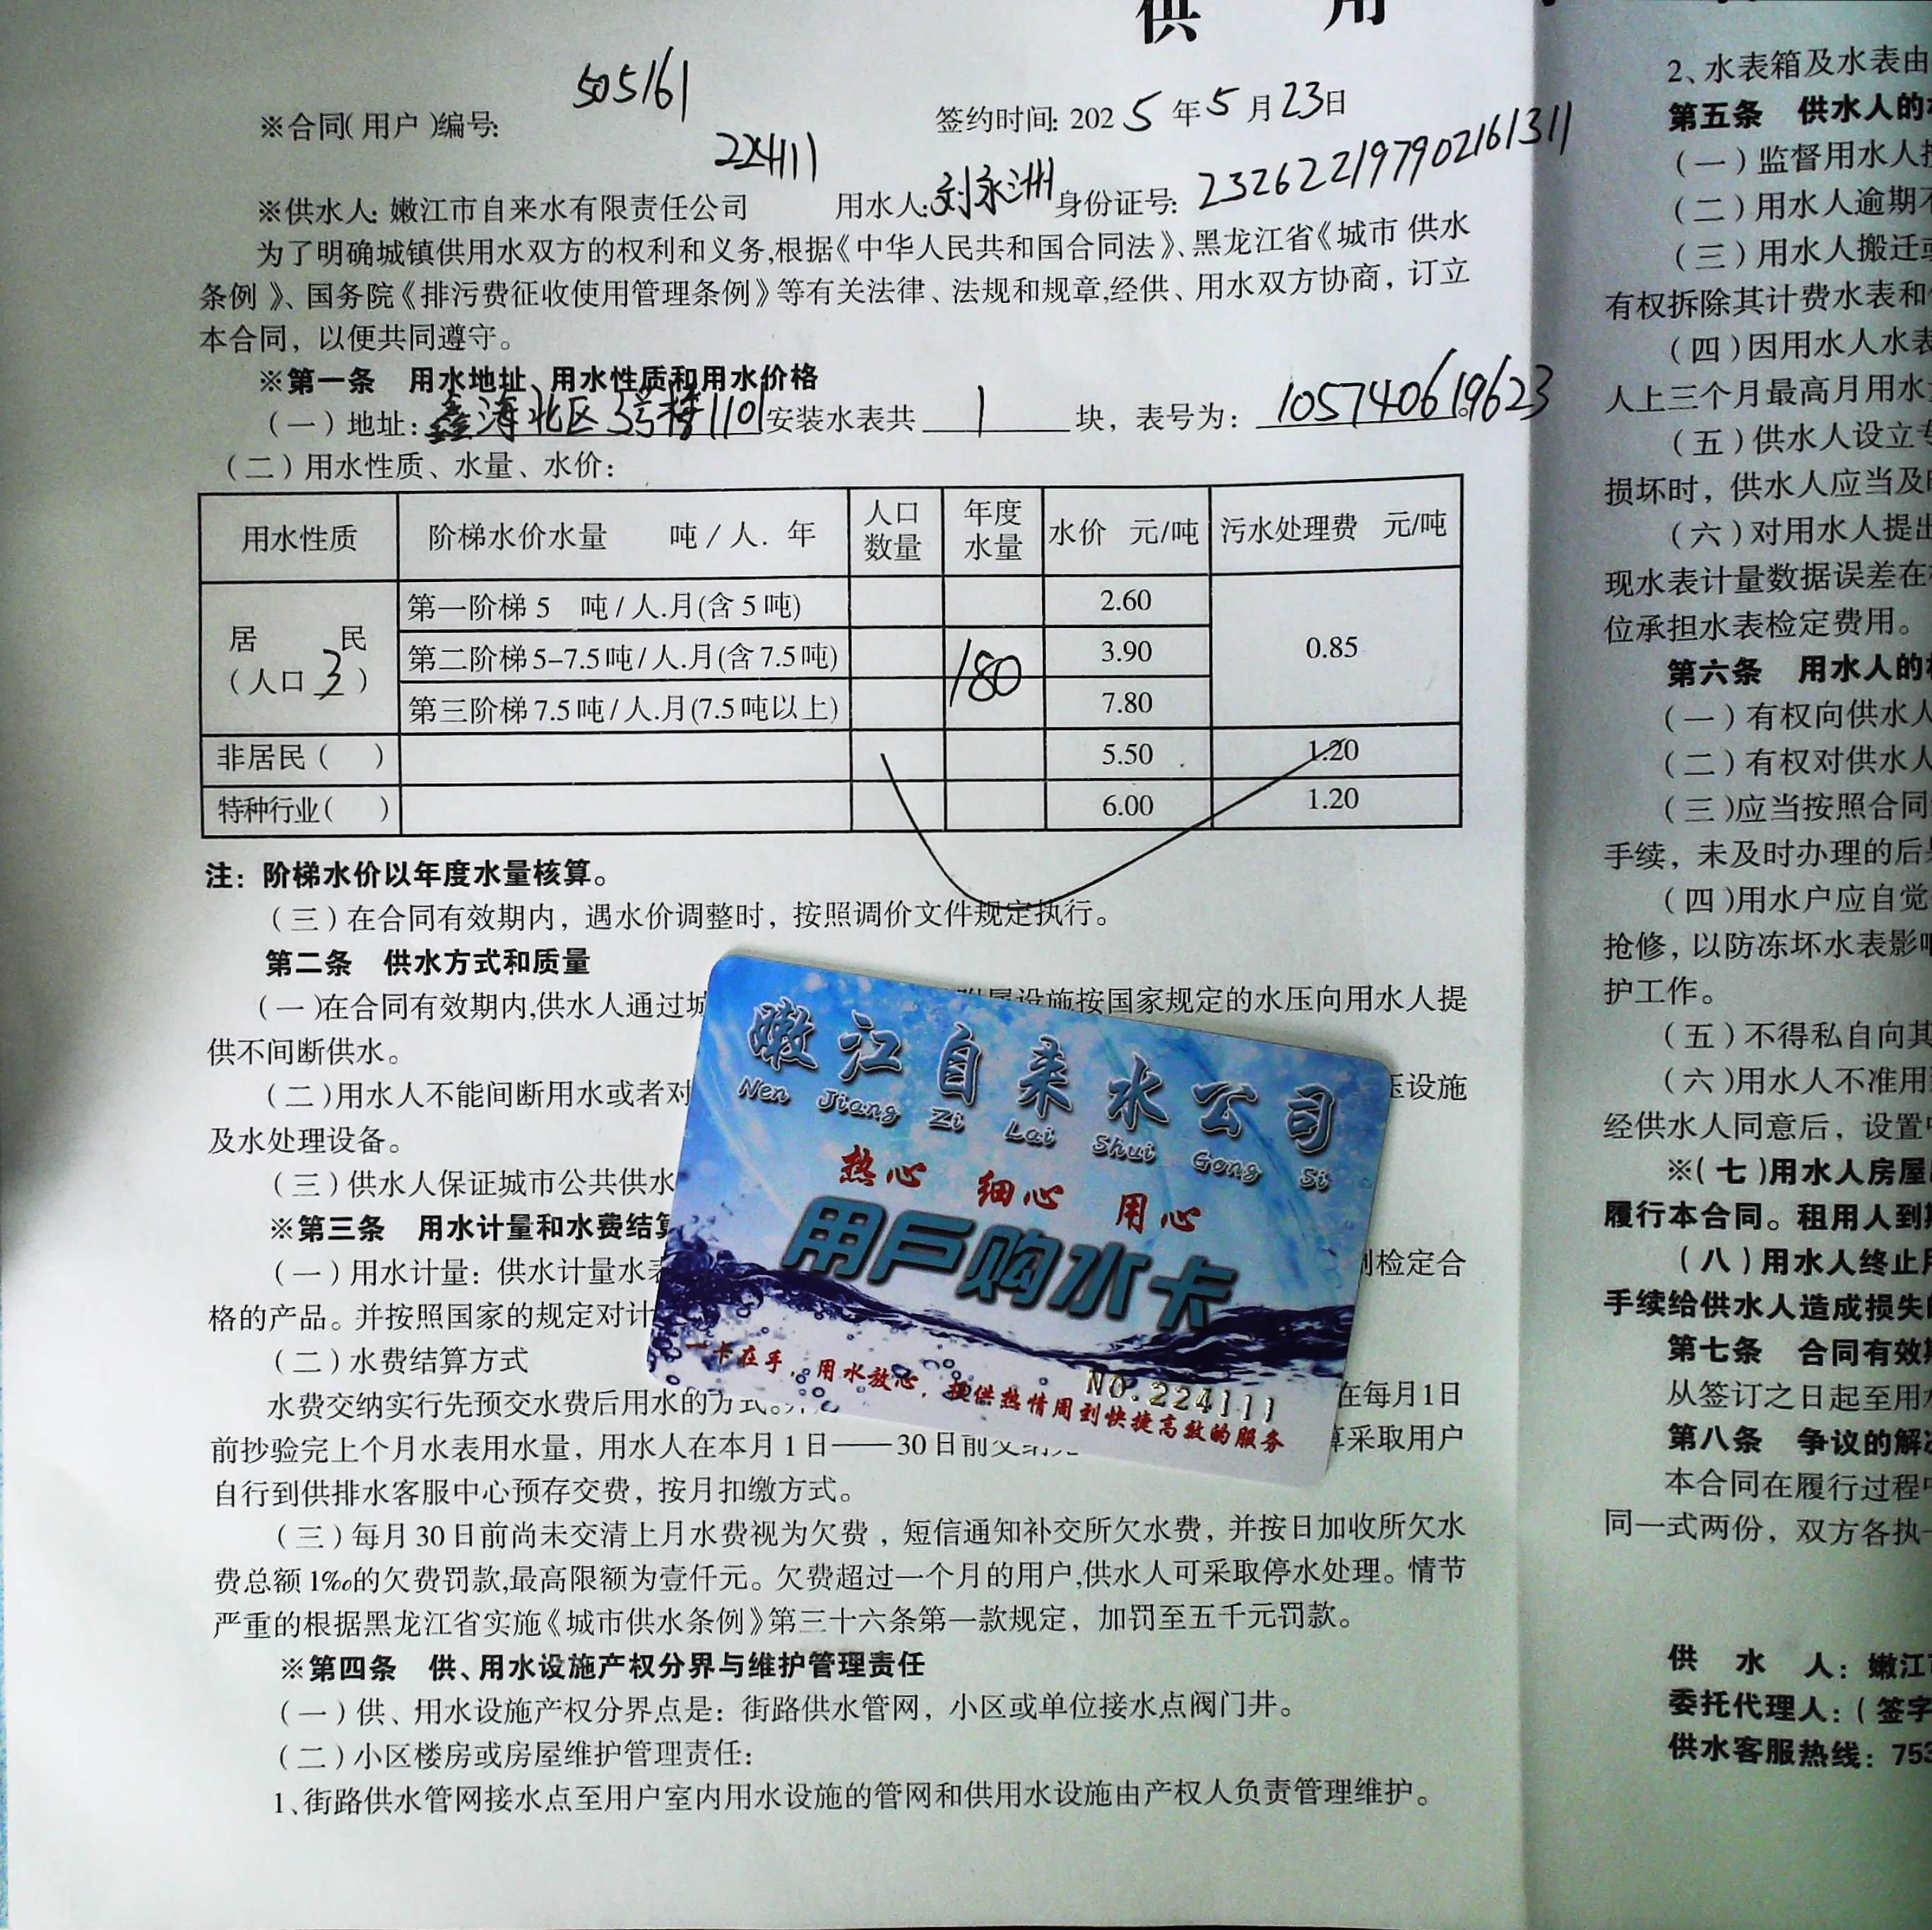 供 用
505161
※合同(用户)编号:
签约时间: 2025年5月23日
224111
※供水人: 嫩江市自来水有限责任公司 用水人: 刘永洲 身份证号: 232622197902161311
为了明确城镇供用水双方的权利和义务,根据《中华人民共和国合同法》、黑龙江省《城市 供水
条例》、国务院《排污费征收使用管理条例》等有关法律、法规和规章,经供、用水双方协商，订立
本合同，以便共同遵守。
※第一条 用水地址、用水性质和用水价格
(一)地址: 鑫海北区3号楼1101安装水表共 1 块，表号为: 105740619623
(二)用水性质、水量、水价:
用水性质 阶梯水价水量 吨/人. 年 人口数量 年度水量 水价 元/吨 污水处理费 元/吨
居 民 (人口3) 180 0.85
第一阶梯 5 吨/人.月(含5吨) 2.60
第二阶梯5-7.5吨/人.月(含7.5吨) 3.90
第三阶梯7.5吨/人.月(7.5吨以上) 7.80
非居民( ) 5.50 1.20
特种行业( ) 6.00 1.20
注: 阶梯水价以年度水量核算。
(三)在合同有效期内，遇水价调整时，按照调价文件规定执行。
第二条 供水方式和质量
(一)在合同有效期内,供水人通过城 设施按国家规定的水压向用水人提
供不间断供水。
(二)用水人不能间断用水或者对 压设施
及水处理设备。
(三)供水人保证城市公共供水
※第三条 用水计量和水费结算
(一)用水计量: 供水计量水表 检定合
格的产品。并按照国家的规定对计
(二)水费结算方式
水费交纳实行先预交水费后用水的方式。 在每月1日
前抄验完上个月水表用水量，用水人在本月1日——30日前 算采取用户
自行到供排水客服中心预存交费，按月扣缴方式。
(三)每月30日前尚未交清上月水费视为欠费，短信通知补交所欠水费，并按日加收所欠水
费总额1‰的欠费罚款,最高限额为壹仟元。欠费超过一个月的用户,供水人可采取停水处理。情节
严重的根据黑龙江省实施《城市供水条例》第三十六条第一款规定，加罚至五千元罚款。
※第四条 供、用水设施产权分界与维护管理责任
(一)供、用水设施产权分界点是: 街路供水管网，小区或单位接水点阀门井。
(二)小区楼房或房屋维护管理责任:
1、街路供水管网接水点至用户室内用水设施的管网和供用水设施由产权人负责管理维护。
嫩江自来水公司
Nen Jiang Zi Lai Shui Gong Si
热心 细心 用心
用户购水卡
NO.224111
一卡在手，用水放心，提供热情周到快捷高效的服务
2、水表箱及水表由
第五条 供水人的
(一)监督用水人
(二)用水人逾期
(三)用水人搬迁
有权拆除其计费水表和
(四)因用水人水表
人上三个月最高月用水
(五)供水人设立
损坏时，供水人应当及
(六)对用水人提出
现水表计量数据误差在
位承担水表检定费用。
第六条 用水人的
(一)有权向供水人
(二)有权对供水人
(三)应当按照合同
手续，未及时办理的后
(四)用水户应自觉
抢修，以防冻坏水表影
护工作。
(五)不得私自向其
(六)用水人不准用
经供水人同意后，设置
※(七)用水人房屋
履行本合同。租用人到
(八)用水人终止
手续给供水人造成损失
第七条 合同有效
从签订之日起至用
第八条 争议的解
本合同在履行过程
同一式两份，双方各执
供 水 人: 嫩江
委托代理人: (签字
供水客服热线: 753